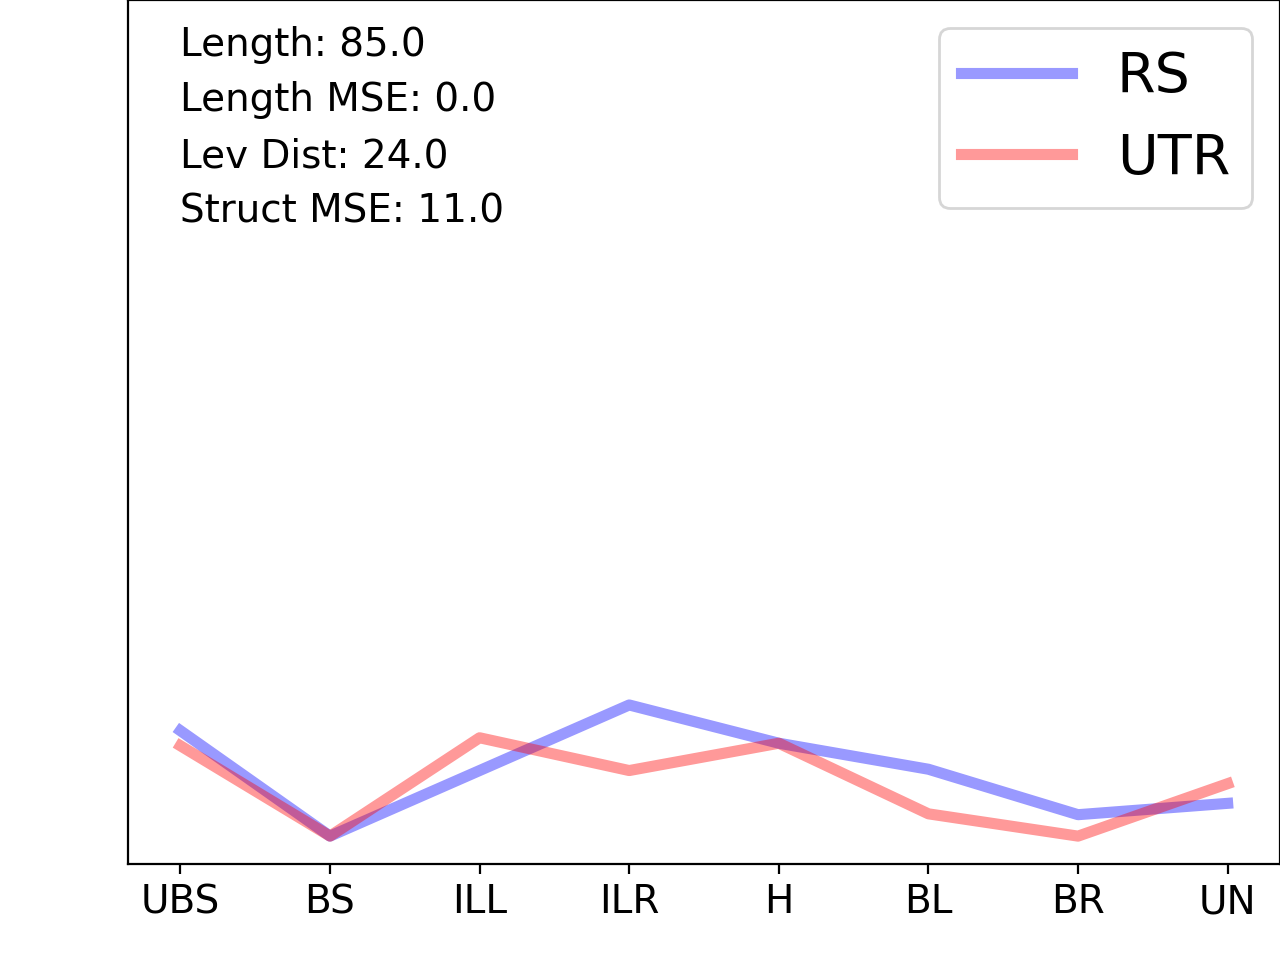 Length: 85.0
Length MSE: 0.0
Lev Dist: 24.0
Struct MSE: 11.0
RS
UTR
UBS BS ILL ILR H BL BR UN